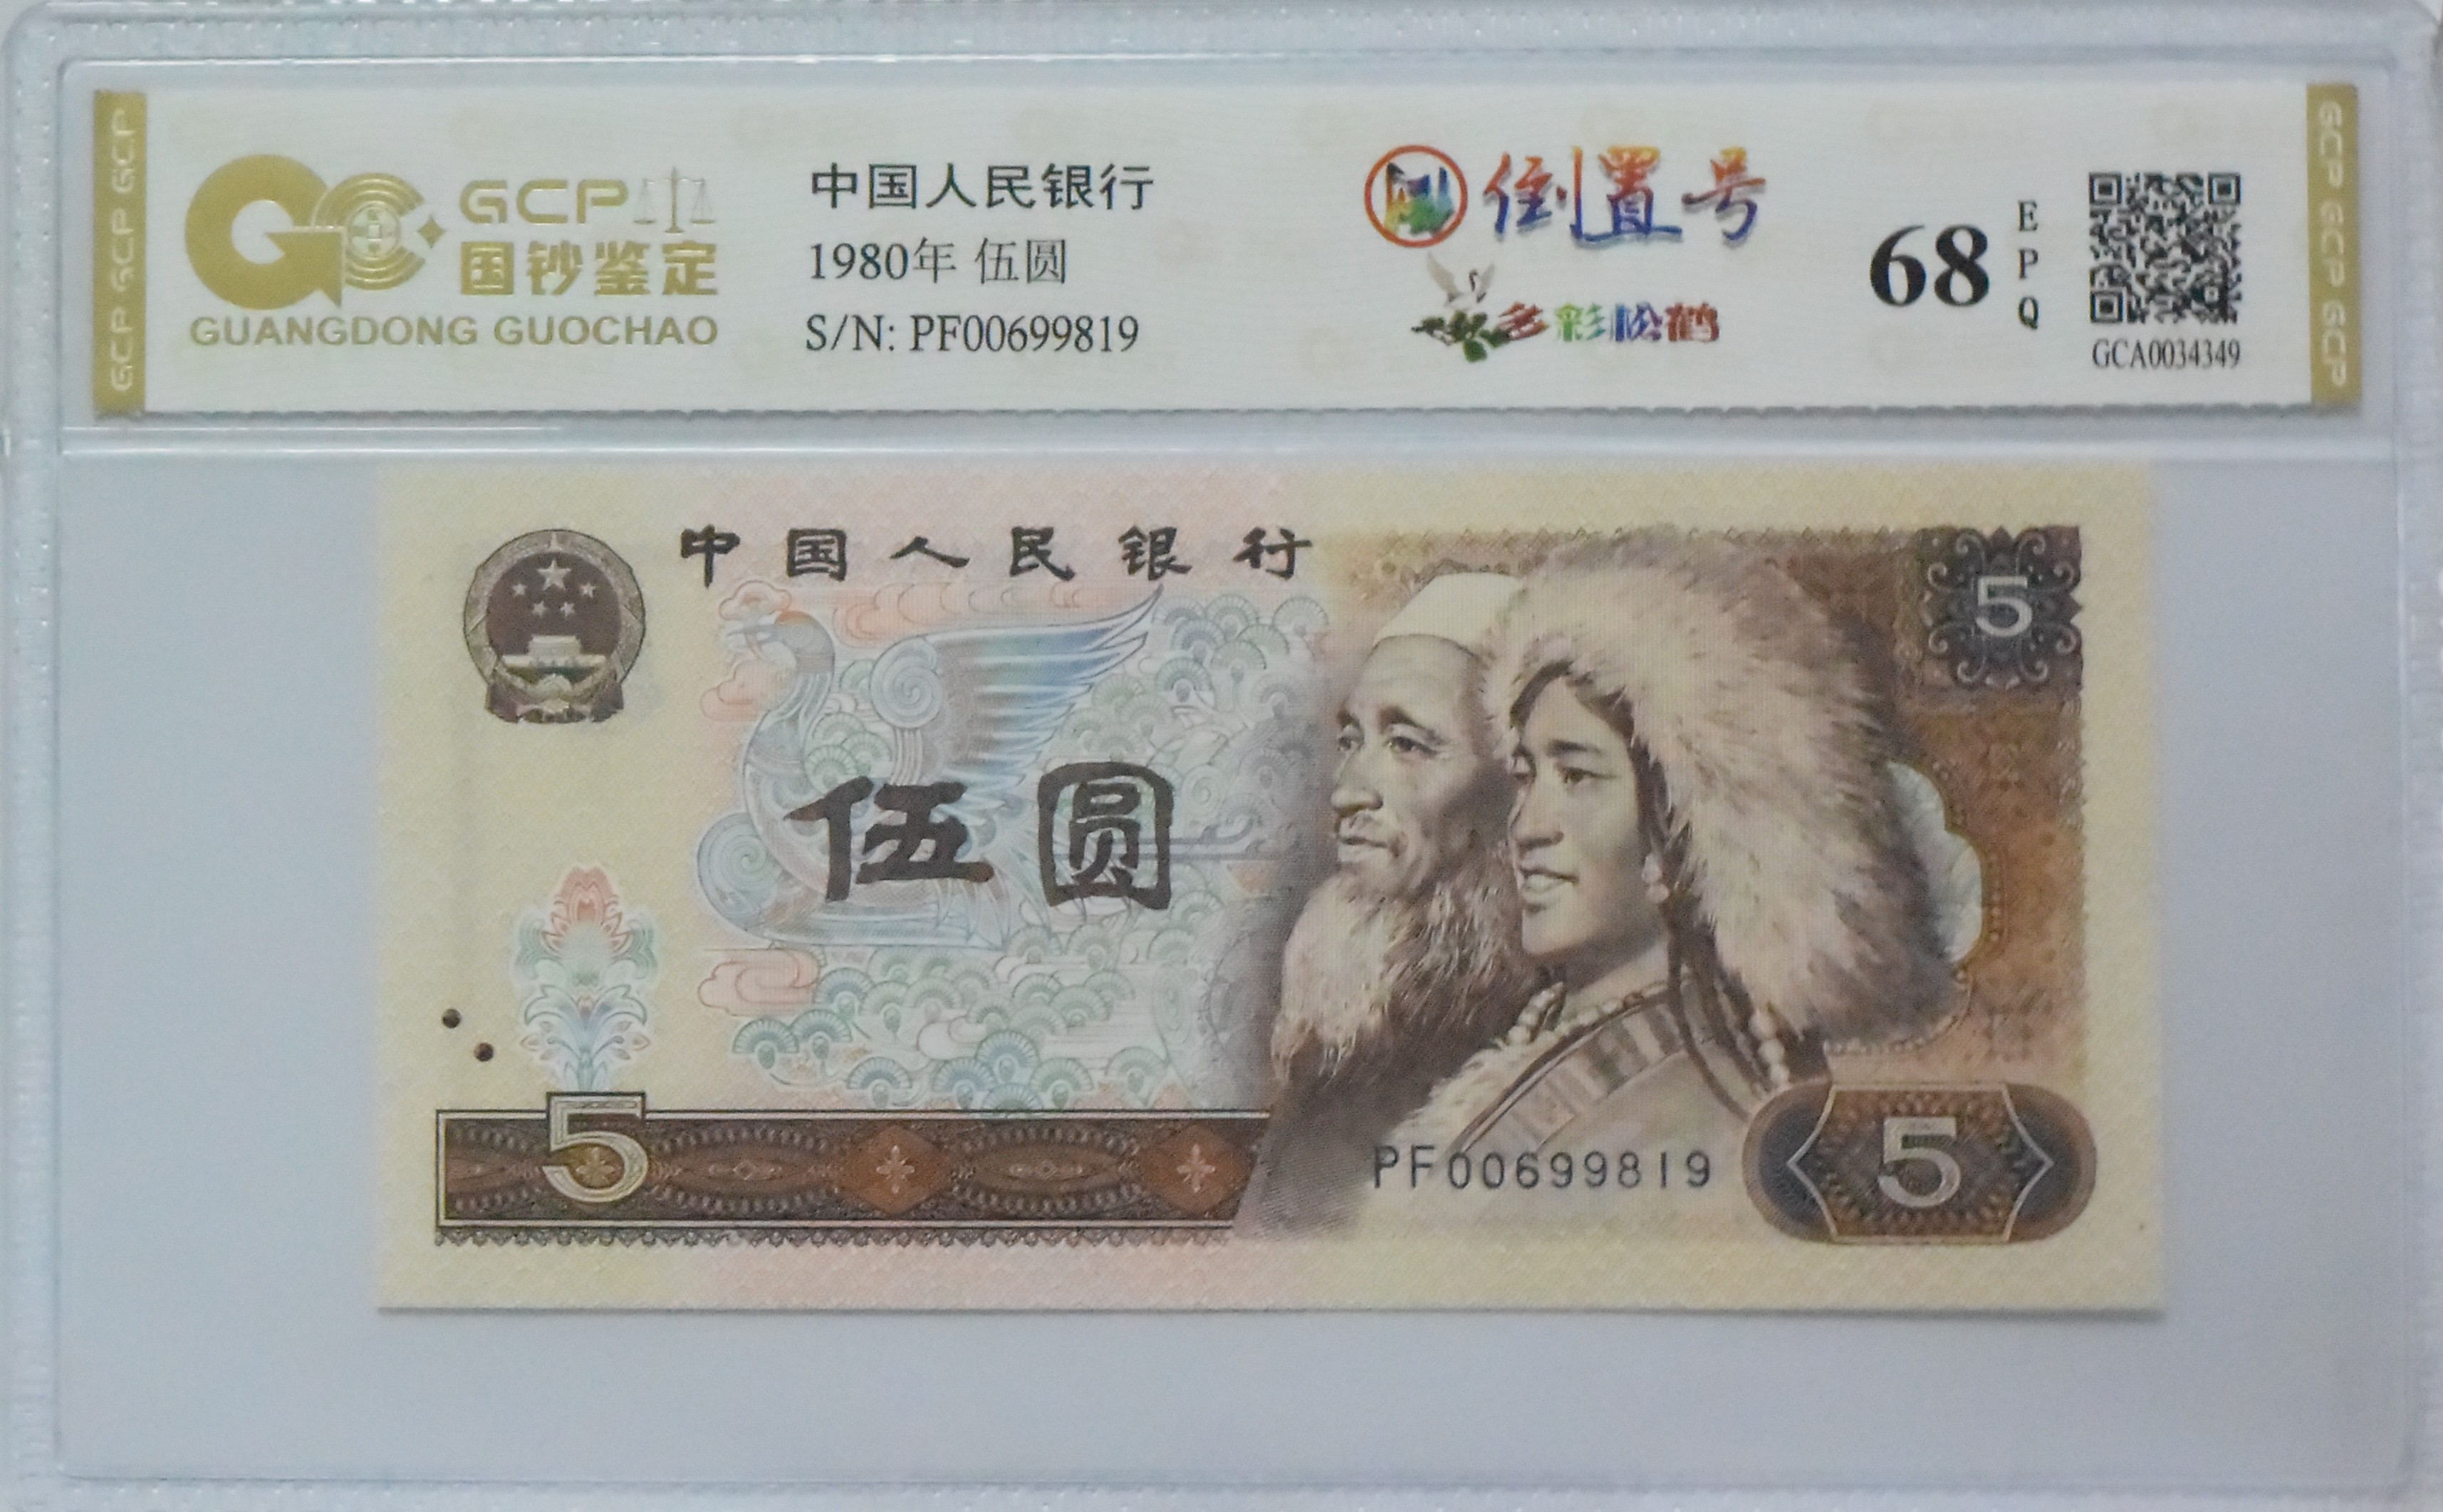 GCP GCP GCP
GCP
国钞鉴定
GUANGDONG GUOCHAO
中国人民银行
1980年 伍圆
S/N: PF00699819
倒置号
多彩松鹤
68
E
P
Q
GCA0034349
GCP GCP GCP
中国人民银行
5
伍圆
5
PF00699819
5